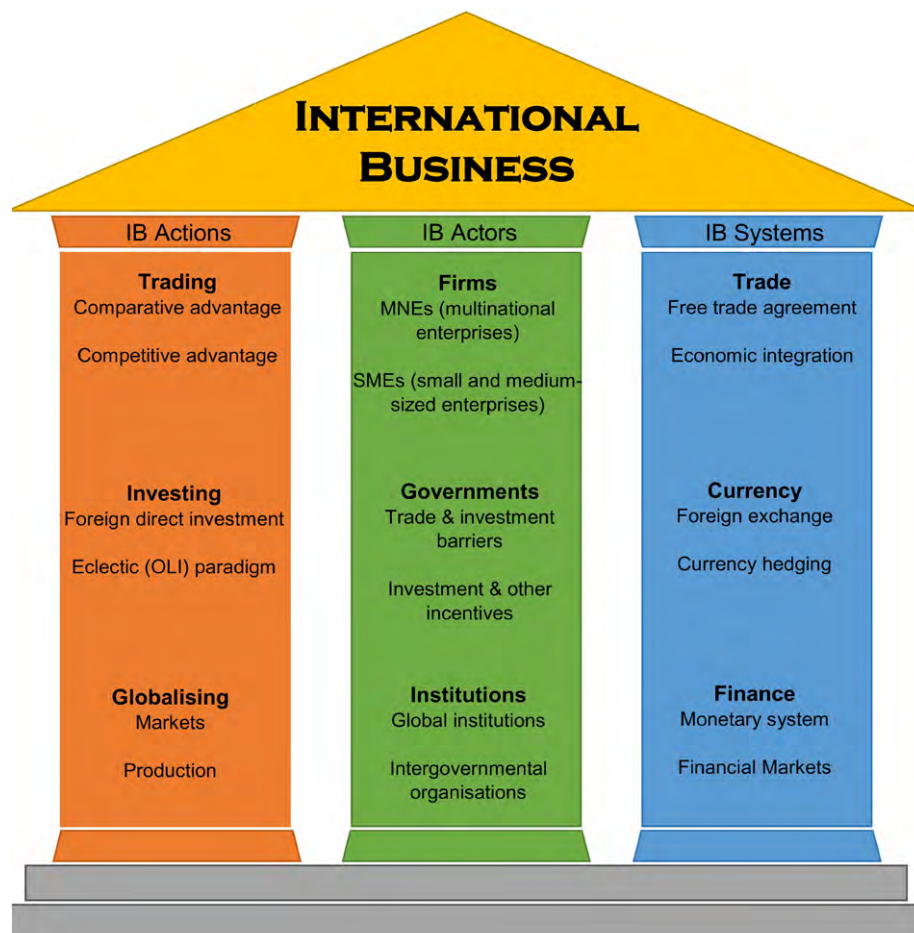 INTERNATIONAL
BUSINESS
IB Actions
Trading
Comparative advantage
Competitive advantage
Investing
Foreign direct investment
Eclectic (OLI) paradigm
Globalising
Markets
Production
IB Actors
Firms
MNEs (multinational
enterprises)
SMEs (small and medium-
sized enterprises)
Governments
Trade & investment
barriers
Investment & other
incentives
Institutions
Global institutions
Intergovernmental
organisations
IB Systems
Trade
Free trade agreement
Economic integration
Currency
Foreign exchange
Currency hedging
Finance
Monetary system
Financial Markets